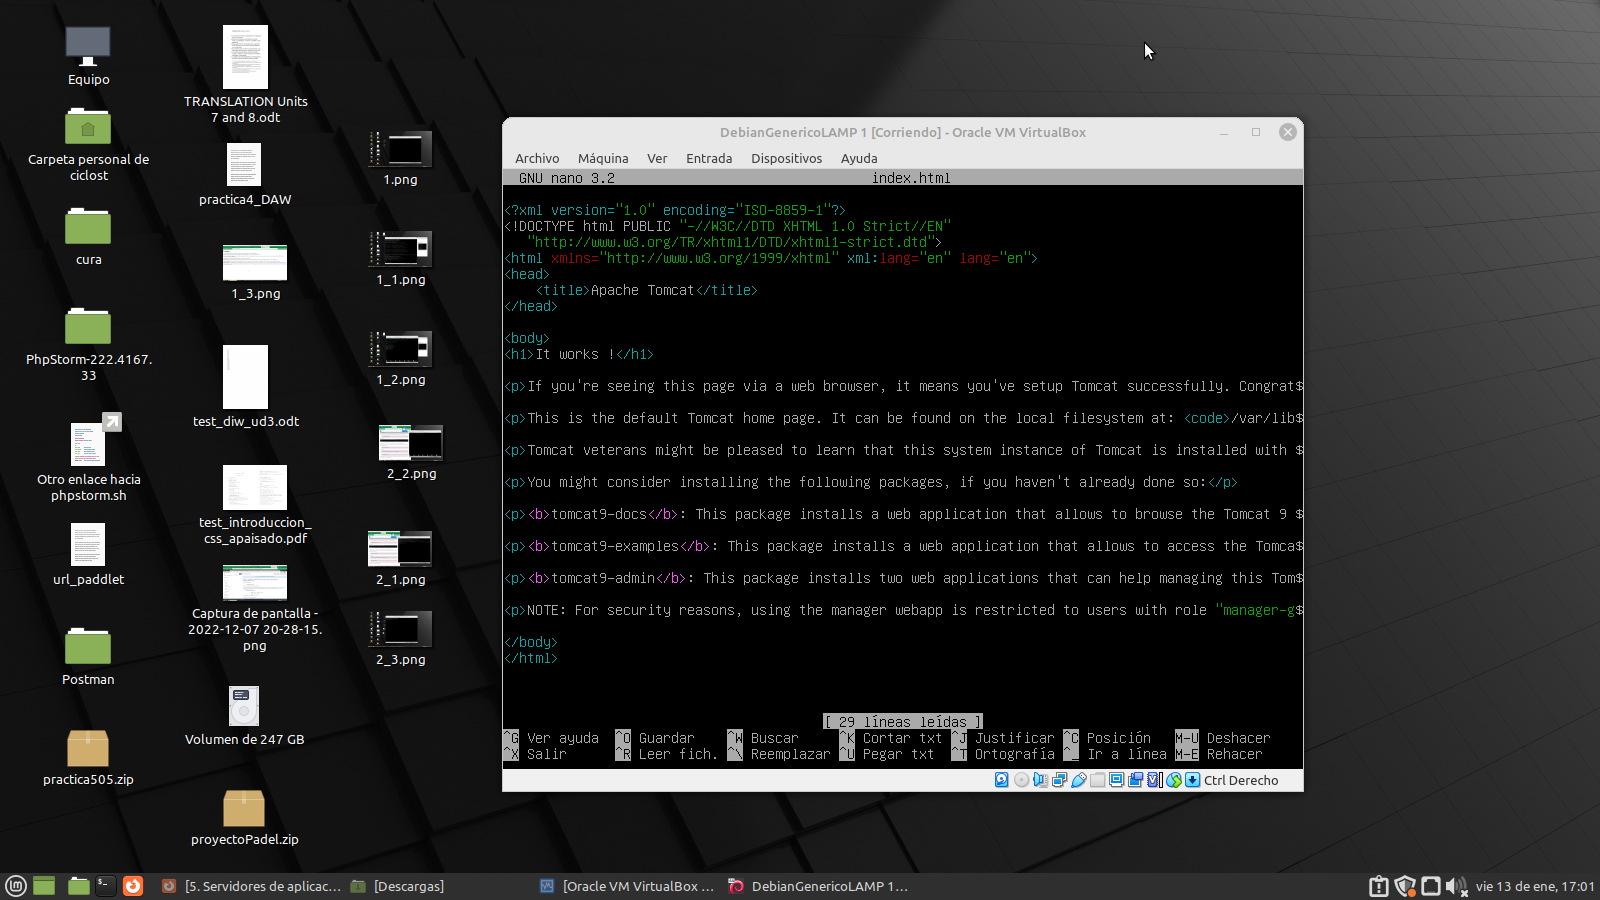 Equipo
Carpeta personal de
ciclost
cura
PhpStorm-222.4167.
33
Otro enlace hacia
phpstorm.sh
url_paddlet
Postman
practica505.zip
TRANSLATION Units
7 and 8.odt
practica4_DAW
1_3.png
test_diw_ud3.odt
test_introduccion_
css_apaisado.pdf
Captura de pantalla -
2022-12-07 20-28-15.
png
Volumen de 247 GB
proyectoPadel.zip
1.png
1_1.png
1_2.png
2_2.png
2_1.png
2_3.png
DebianGenericoLAMP 1 [Corriendo] - Oracle VM VirtualBox
Archivo Máquina Ver Entrada Dispositivos Ayuda
GNU nano 3.2 index.html
<?xml version="1.0" encoding="ISO-8859-1"?>
<!DOCTYPE html PUBLIC "-//W3C//DTD XHTML 1.0 Strict//EN"
"http://www.w3.org/TR/xhtml1/DTD/xhtml1-strict.dtd">
<html xmlns="http://www.w3.org/1999/xhtml" xml:lang="en" lang="en">
<head>
<title>Apache Tomcat</title>
</head>
<body>
<h1>It works !</h1>
<p>If you're seeing this page via a web browser, it means you've setup Tomcat successfully. Congrat$
<p>This is the default Tomcat home page. It can be found on the local filesystem at: <code>/var/lib$
<p>Tomcat veterans might be pleased to learn that this system instance of Tomcat is installed with $
<p>You might consider installing the following packages, if you haven't already done so:</p>
<p><b>tomcat9-docs</b>: This package installs a web application that allows to browse the Tomcat 9 $
<p><b>tomcat9-examples</b>: This package installs a web application that allows to access the Tomca$
<p><b>tomcat9-admin</b>: This package installs two web applications that can help managing this Tom$
<p>NOTE: For security reasons, using the manager webapp is restricted to users with role "manager-g$
</body>
</html>
[ 29 líneas leídas ]
^G Ver ayuda ^O Guardar ^W Buscar ^K Cortar txt ^J Justificar ^C Posición M-U Deshacer
^X Salir ^R Leer fich. ^\ Reemplazar ^U Pegar txt ^T Ortografía ^_ Ir a línea M-E Rehacer
Ctrl Derecho
[5. Servidores de aplicac... [Descargas] [Oracle VM VirtualBox ... DebianGenericoLAMP 1... vie 13 de ene, 17:01